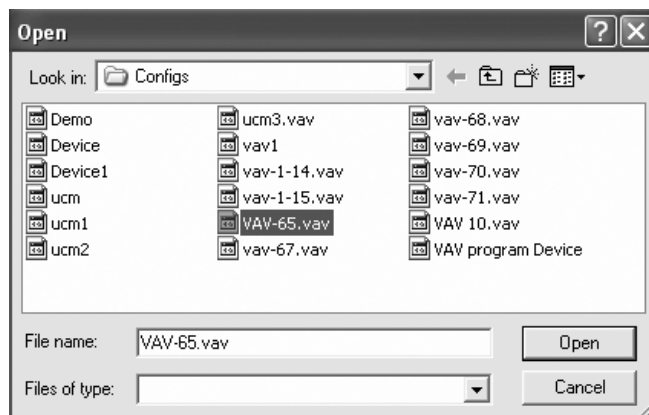 Open
Look in: Configs
Demo
Device
Device1
ucm
ucm1
ucm2
ucm3.vav
vav1
vav-1-14.vav
vav-1-15.vav
VAV-65.vav
vav-67.vav
vav-68.vav
vav-69.vav
vav-70.vav
vav-71.vav
VAV 10.vav
VAV program Device
File name: VAV-65.vav Open
Files of type: Cancel